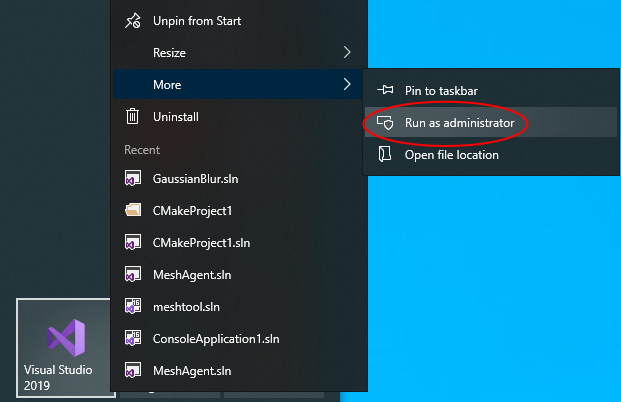 Unpin from Start
Resize
More
Uninstall
Recent
GaussianBlur.sln
CMakeProject1
CMakeProject1.sln
MeshAgent.sln
meshtool.sln
ConsoleApplication1.sln
MeshAgent.sln
Pin to taskbar
Run as administrator
Open file location
Visual Studio
2019